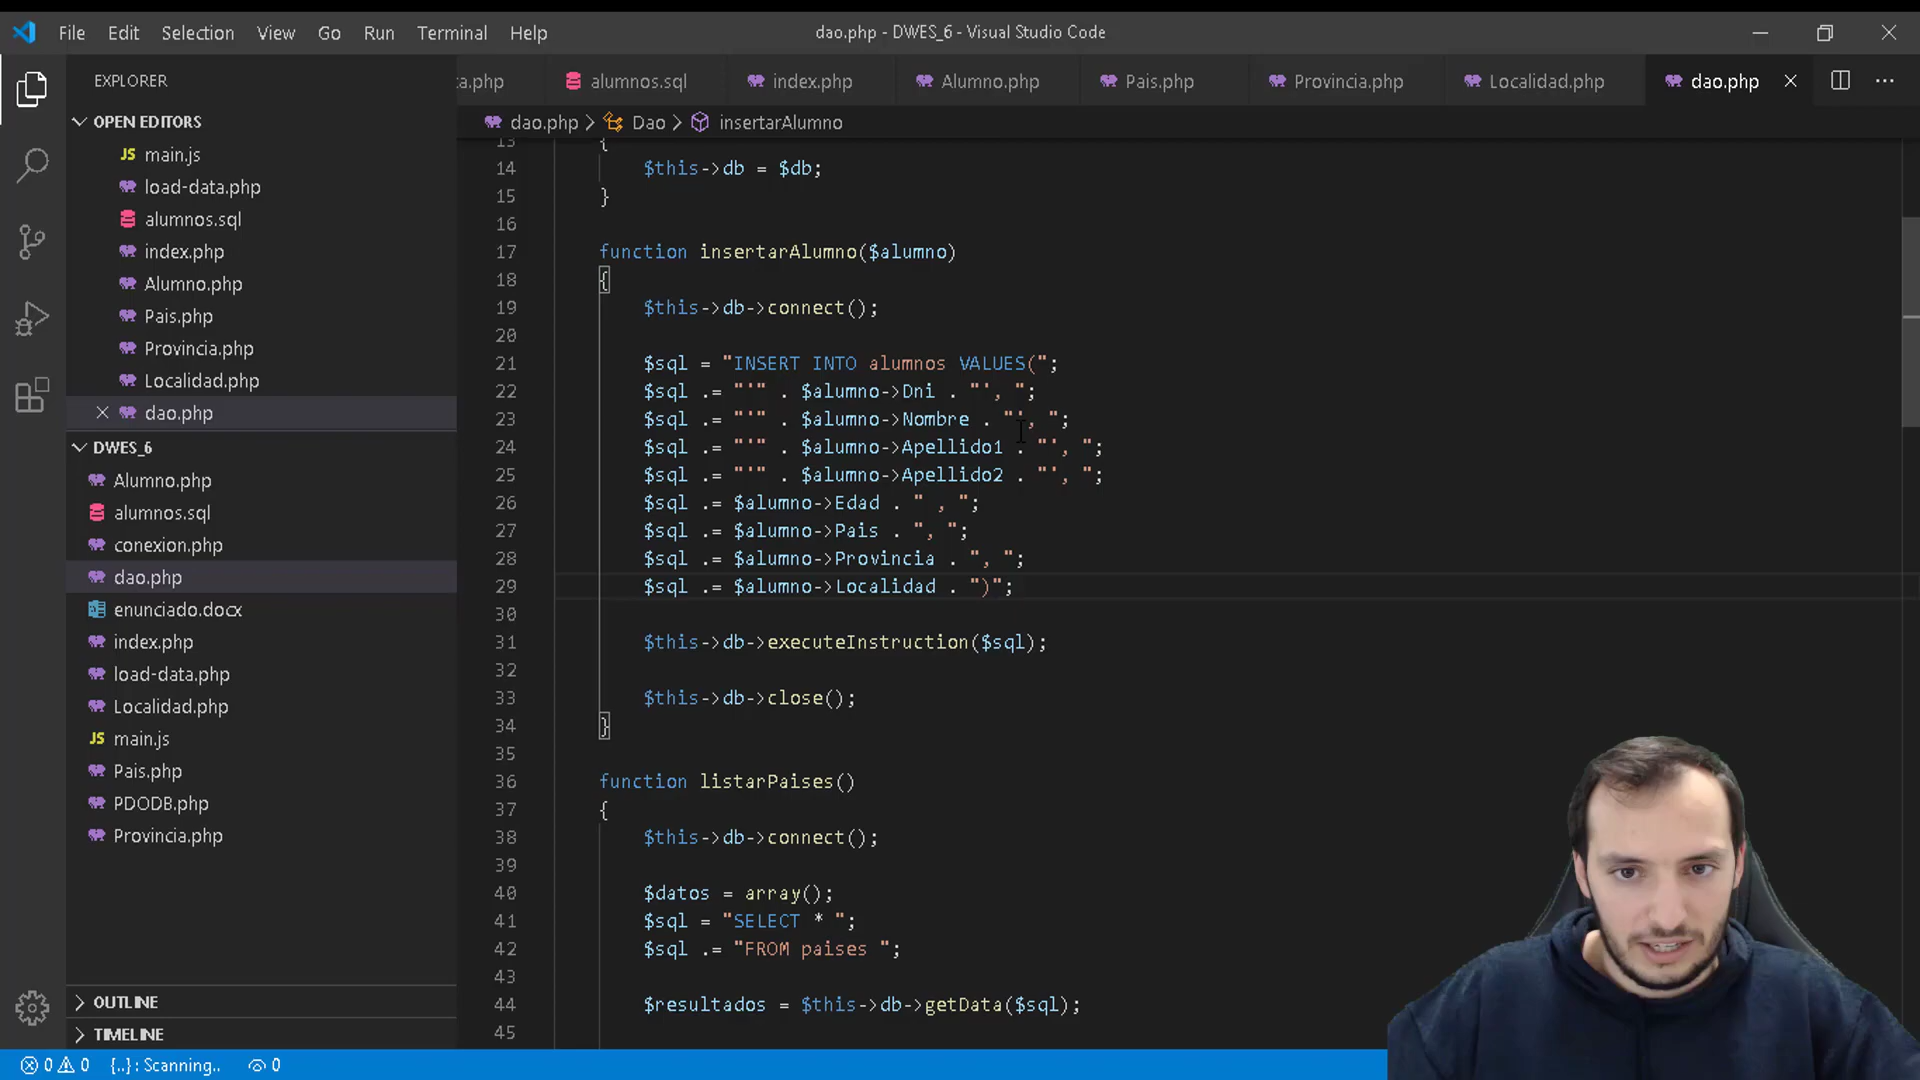 File Edit Selection View Go Run Terminal Help
dao.php - DWES_6 - Visual Studio Code
EXPLORER
ta.php
alumnos.sql
index.php
Alumno.php
Pais.php
Provincia.php
Localidad.php
dao.php
OPEN EDITORS
main.js
load-data.php
alumnos.sql
index.php
Alumno.php
Pais.php
Provincia.php
Localidad.php
dao.php
DWES_6
Alumno.php
alumnos.sql
conexion.php
dao.php
enunciado.docx
index.php
load-data.php
Localidad.php
main.js
Pais.php
PDODB.php
Provincia.php
OUTLINE
TIMELINE
dao.php > Dao > insertarAlumno
13 {
14 $this->db = $db;
15 }
16
17 function insertarAlumno($alumno)
18 {
19 $this->db->connect();
20
21 $sql = "INSERT INTO alumnos VALUES(";
22 $sql .= "'" . $alumno->Dni . "', ";
23 $sql .= "'" . $alumno->Nombre . "', ";
24 $sql .= "'" . $alumno->Apellido1 . "', ";
25 $sql .= "'" . $alumno->Apellido2 . "', ";
26 $sql .= $alumno->Edad . " , ";
27 $sql .= $alumno->Pais . ", ";
28 $sql .= $alumno->Provincia . ", ";
29 $sql .= $alumno->Localidad . ")";
30
31 $this->db->executeInstruction($sql);
32
33 $this->db->close();
34 }
35
36 function listarPaises()
37 {
38 $this->db->connect();
39
40 $datos = array();
41 $sql = "SELECT * ";
42 $sql .= "FROM paises ";
43
44 $resultados = $this->db->getData($sql);
45
0 0 {..}: Scanning.. 0